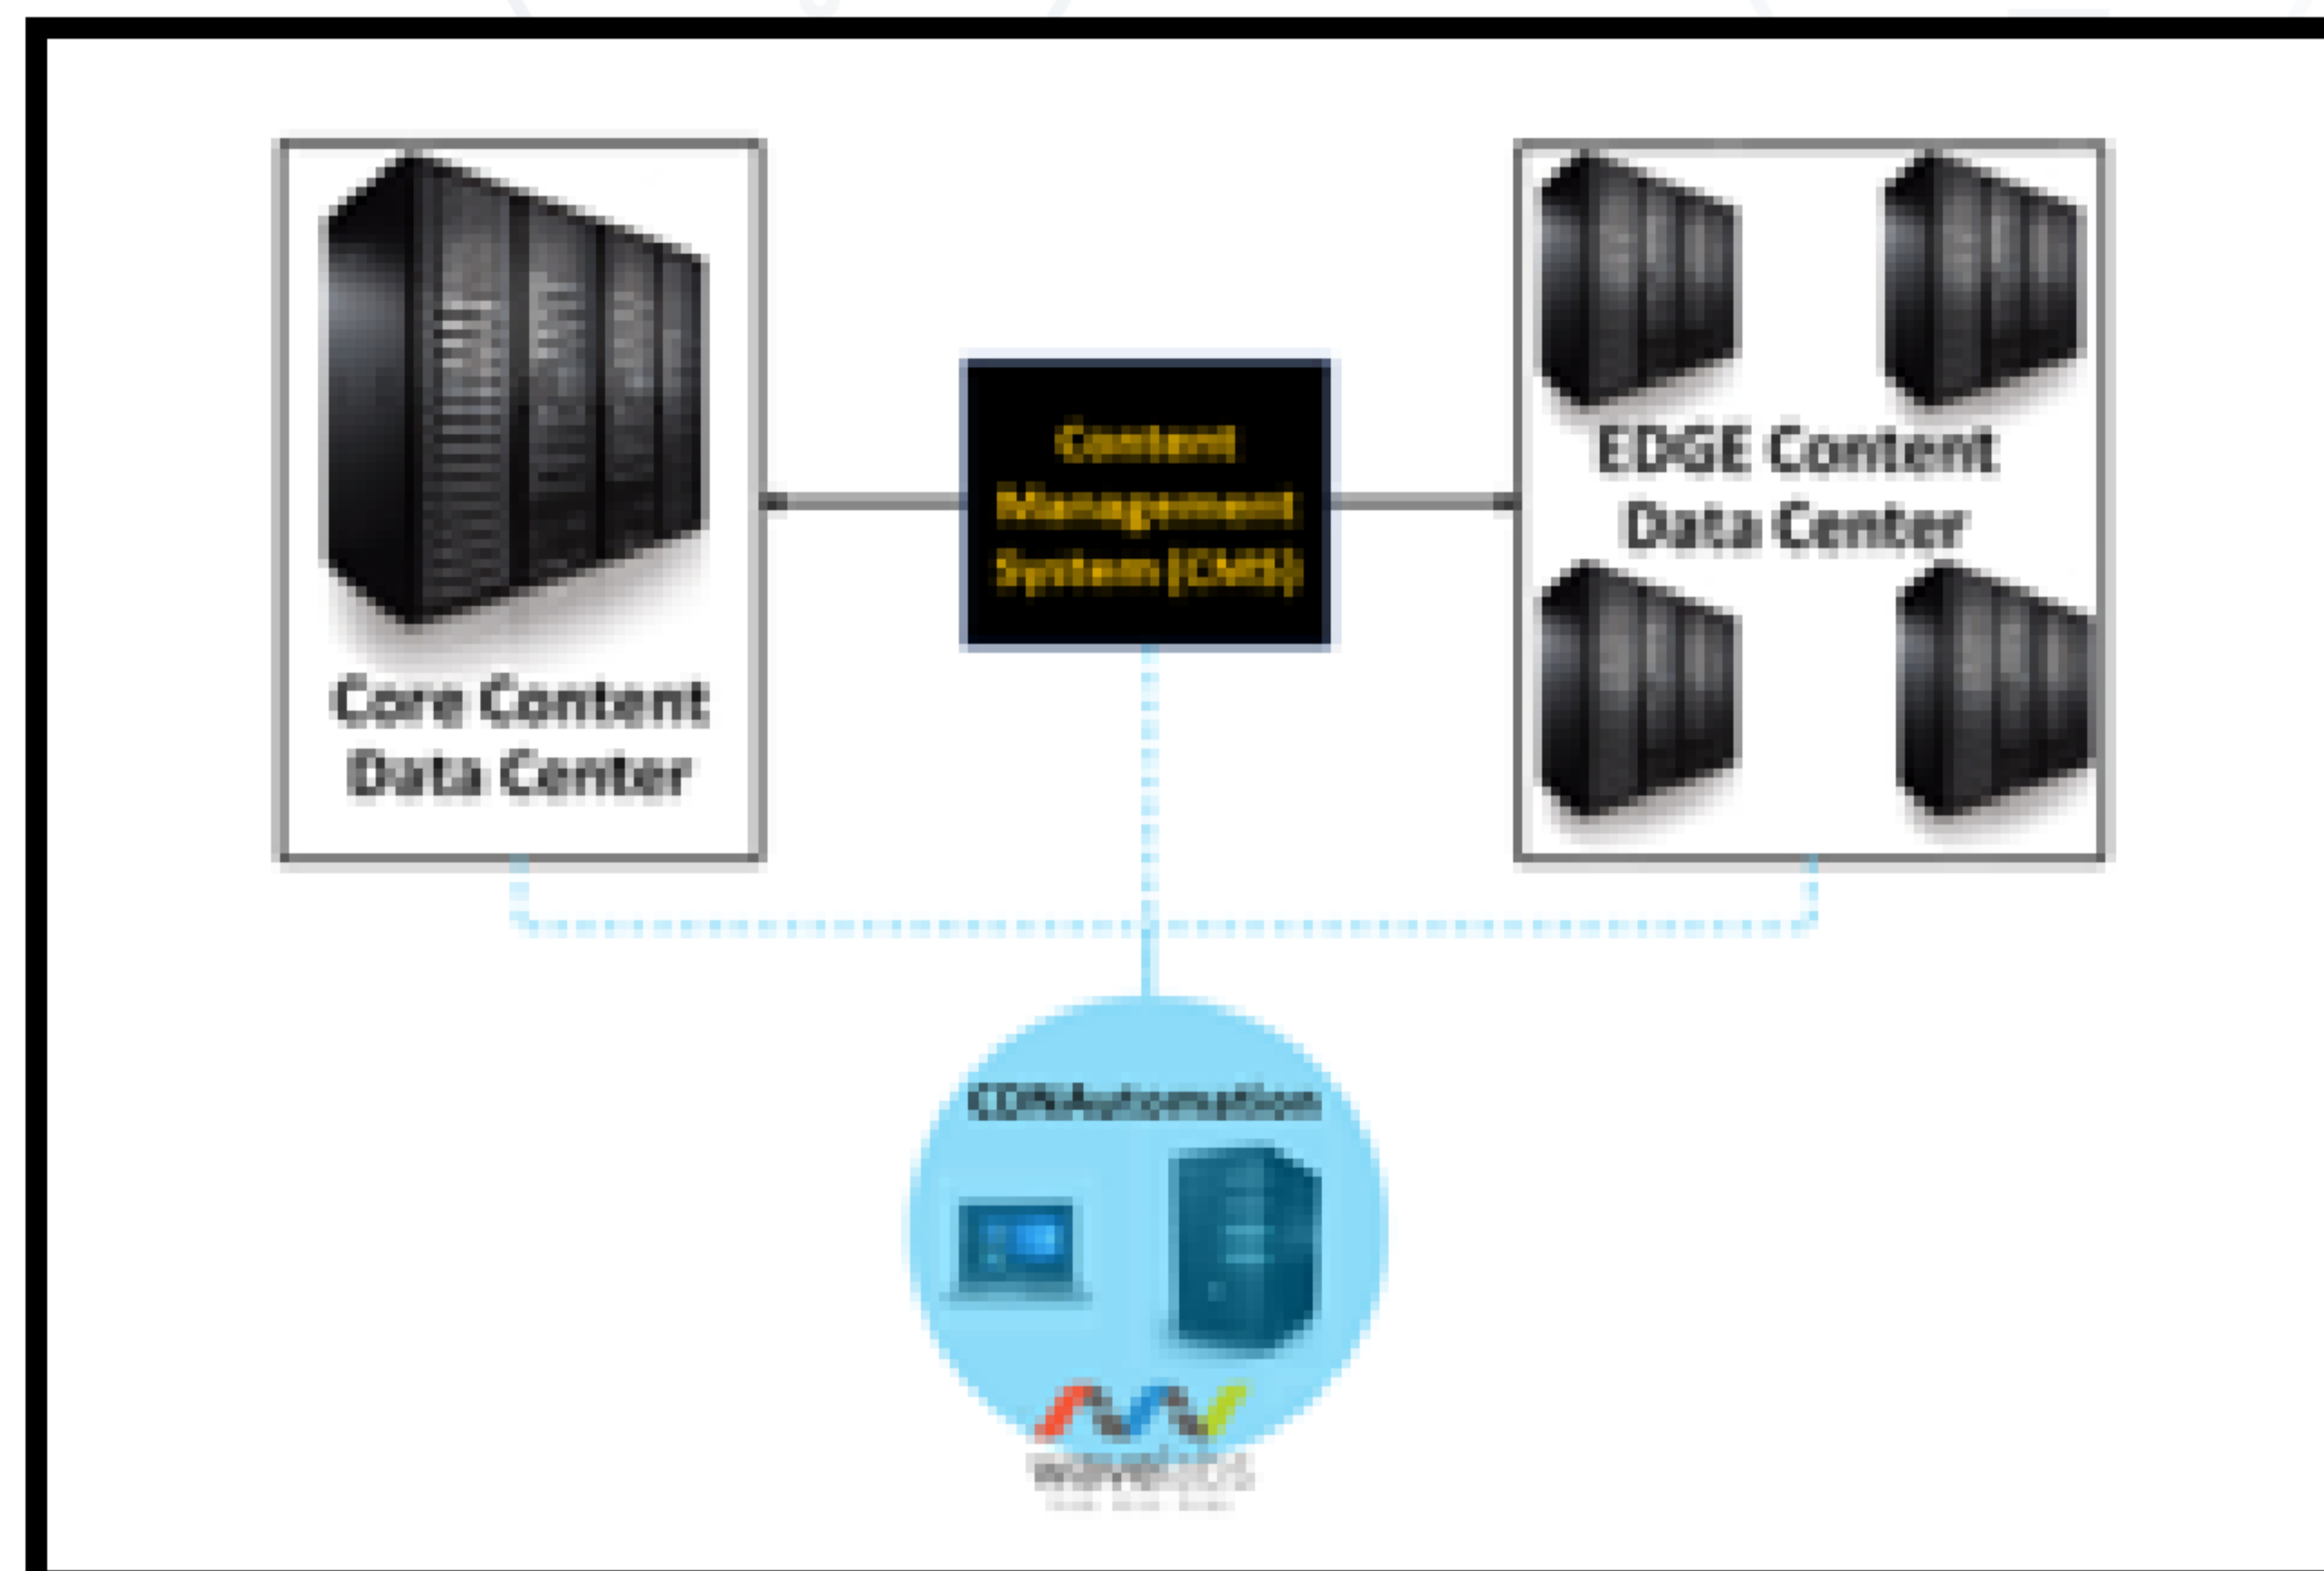 Core Content
Data Center
Content
Management
System (CMS)
EDGE Content
Data Center
CDNAutomation